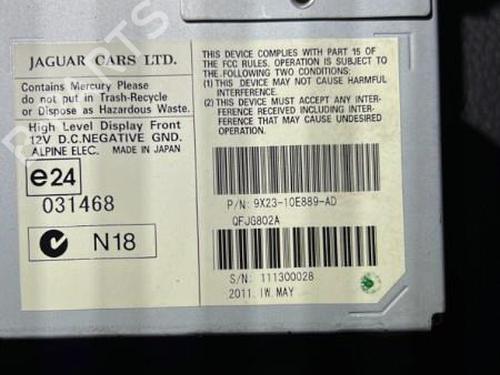 JAGUAR CARS LTD.
Contains Mercury Please
do not put in Trash-Recycle
or Dispose as Hazardous Waste.
High Level Display Front
12V D.C.NEGATIVE GND.
ALPINE ELEC. MADE IN JAPAN
e24
031468
N18
THIS DEVICE COMPLIES WITH PART 15 OF
THE FCC RULES. OPERATION IS SUBJECT TO
THE FOLLOWING TWO CONDITIONS:
(1) THIS DEVICE MAY NOT CAUSE HARMFUL
INTERFERENCE.
(2) THIS DEVICE MUST ACCEPT ANY INTER-
FERENCE RECEIVED INCLUDING INTER-
FERENCE THAT MAY CAUSE UNDESIRED
OPERATION.
P/N: 9X23-10E889-AD
QFJG802A
S/N: 111300028
2011. IW. MAY